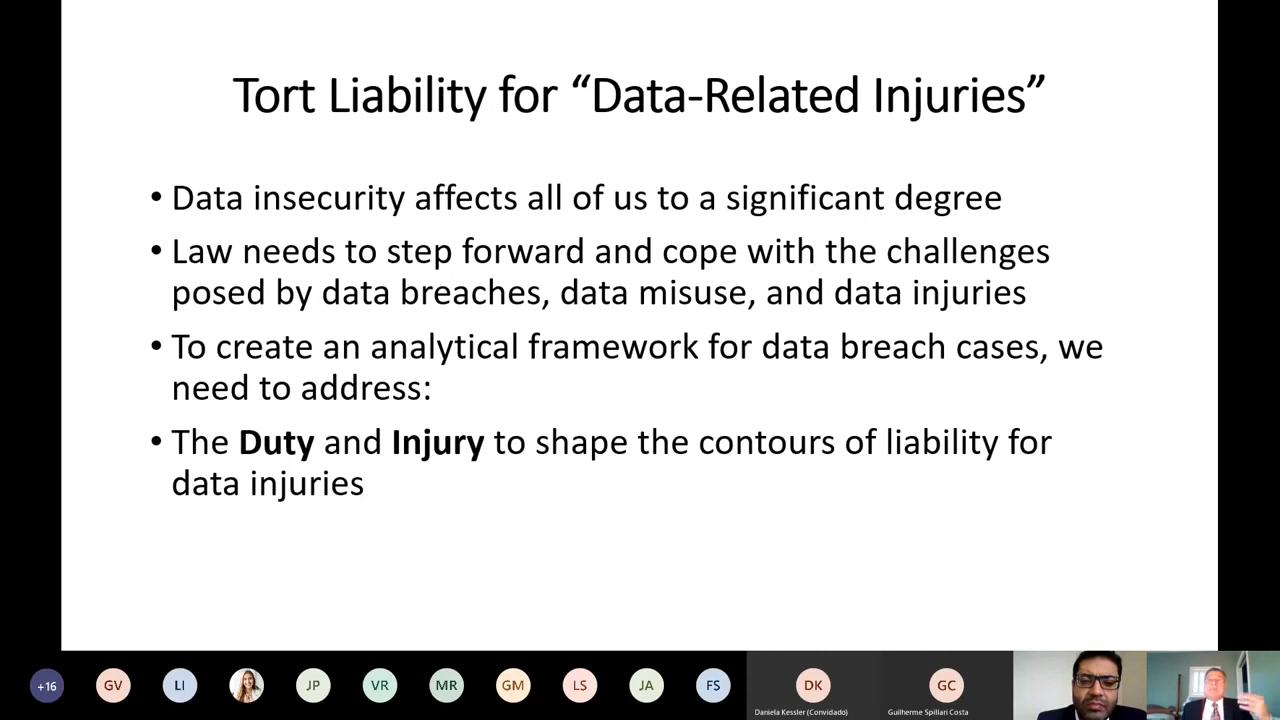 Tort Liability for “Data-Related Injuries”
• Data insecurity affects all of us to a significant degree
• Law needs to step forward and cope with the challenges
posed by data breaches, data misuse, and data injuries
• To create an analytical framework for data breach cases, we
need to address:
• The Duty and Injury to shape the contours of liability for
data injuries
+16
GV
LI
JP
VR
MR
GM
LS
JA
FS
DK
GC
Daniela Kessler (Convidado)
Guilherme Spillari Costa